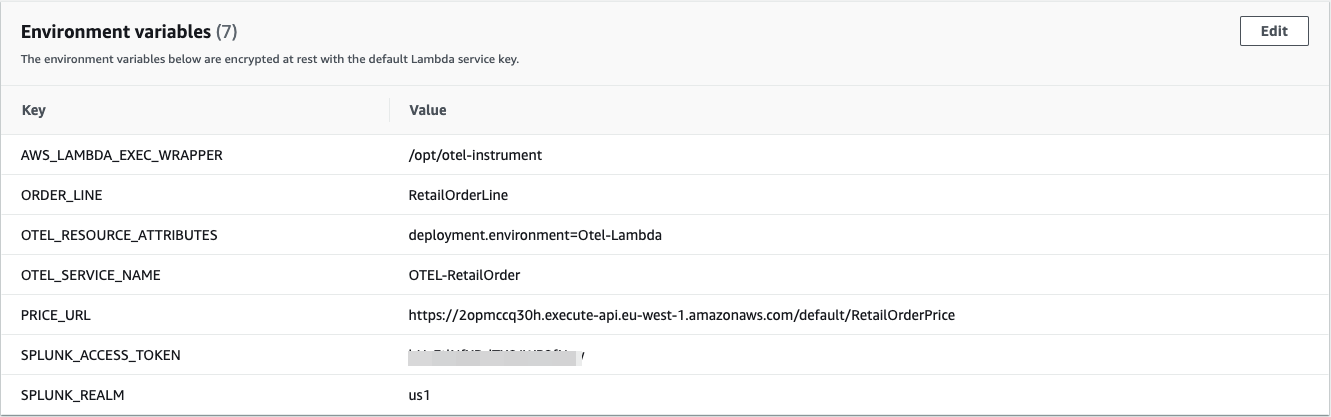 Environment variables (7)
Edit
The environment variables below are encrypted at rest with the default Lambda service key.
Key Value
AWS_LAMBDA_EXEC_WRAPPER /opt/otel-instrument
ORDER_LINE RetailOrderLine
OTEL_RESOURCE_ATTRIBUTES deployment.environment=Otel-Lambda
OTEL_SERVICE_NAME OTEL-RetailOrder
PRICE_URL https://2opmccq30h.execute-api.eu-west-1.amazonaws.com/default/RetailOrderPrice
SPLUNK_ACCESS_TOKEN
SPLUNK_REALM us1